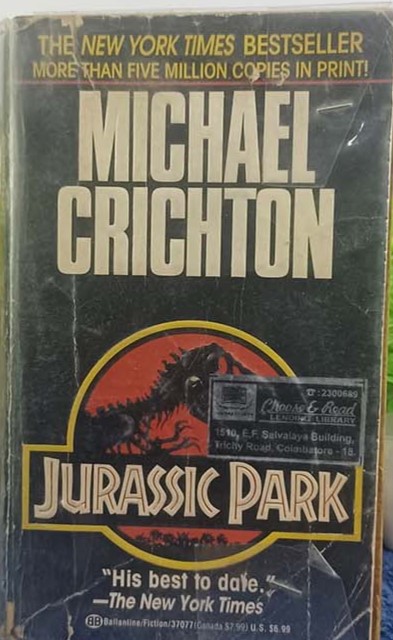 THE NEW YORK TIMES BESTSELLER
MORE THAN FIVE MILLION COPIES IN PRINT!
MICHAEL
CRICHTON
☎:2300689
Choose & Read
LENDING LIBRARY
1510, E.F. Selvalaya Building,
Trichy Road, Coimbatore - 18.
JURASSIC PARK
"His best to date."
—The New York Times
BB Ballantine/Fiction/37077 (Canada $7.99) U.S. $6.99